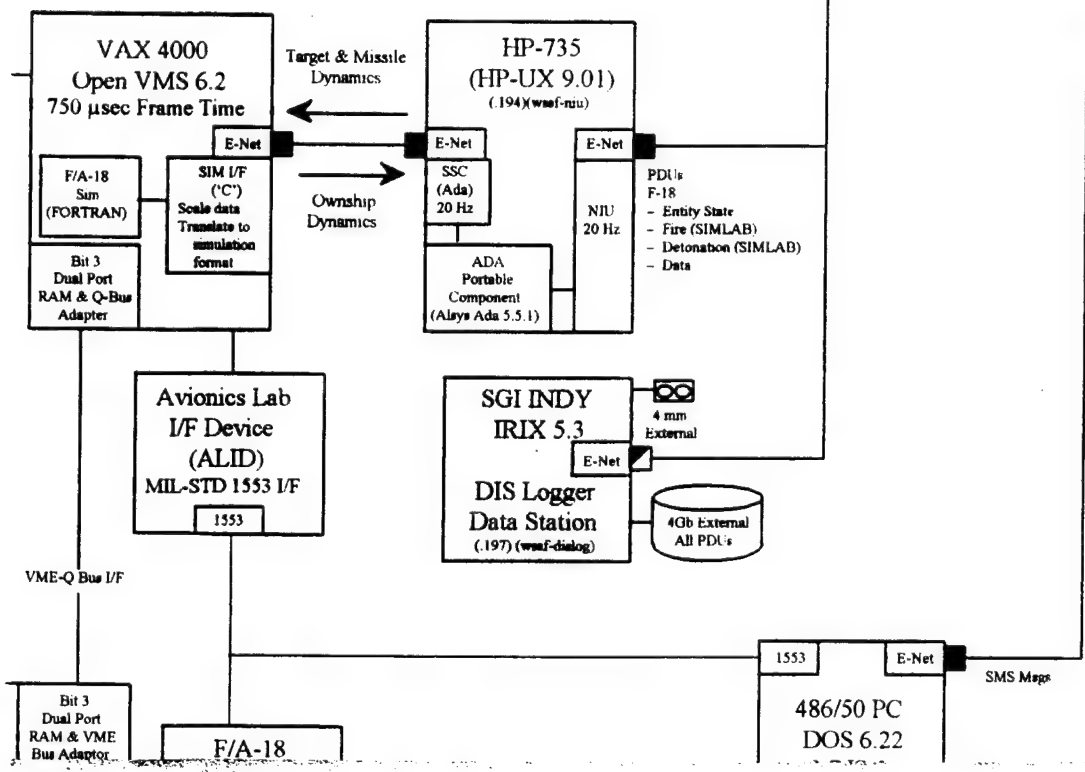 VAX 4000
Open VMS 6.2
750 µsec Frame Time
E-Net
F/A-18
Sim
(FORTRAN)
SIM I/F
('C')
Scale data
Translate to
simulation
format
Bit 3
Dual Port
RAM & Q-Bus
Adapter
Target & Missile
Dynamics
Ownship
Dynamics
HP-735
(HP-UX 9.01)
(.194)(wsef-niu)
E-Net
SSC
(Ada)
20 Hz
E-Net
NIU
20 Hz
ADA
Portable
Component
(Alsys Ada 5.5.1)
PDUs
F-18
- Entity State
- Fire (SIMLAB)
- Detonation (SIMLAB)
- Data
Avionics Lab
I/F Device
(ALID)
MIL-STD 1553 I/F
1553
SGI INDY
IRIX 5.3
E-Net
DIS Logger
Data Station
(.197) (wsef-dialog)
4 mm
External
4Gb External
All PDUs
VME-Q Bus I/F
Bit 3
Dual Port
RAM & VME
Bus Adaptor
F/A-18
1553
E-Net
SMS Msgs
486/50 PC
DOS 6.22